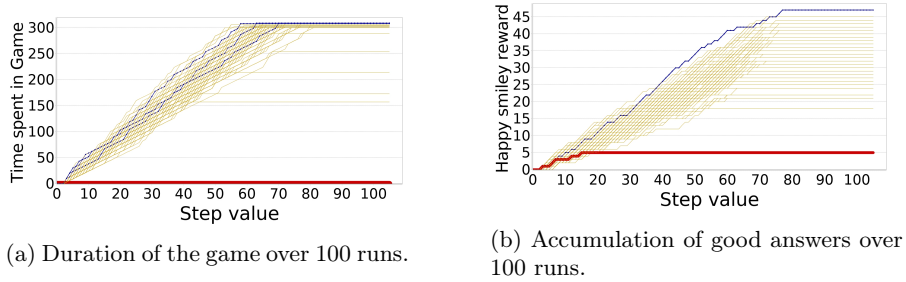 Time spent in Game
300
250
200
150
100
50
0
0 10 20 30 40 50 60 70 80 90 100
Step value
(a) Duration of the game over 100 runs.
Happy smiley reward
45
40
35
30
25
20
15
10
5
0
0 10 20 30 40 50 60 70 80 90 100
Step value
(b) Accumulation of good answers over
100 runs.